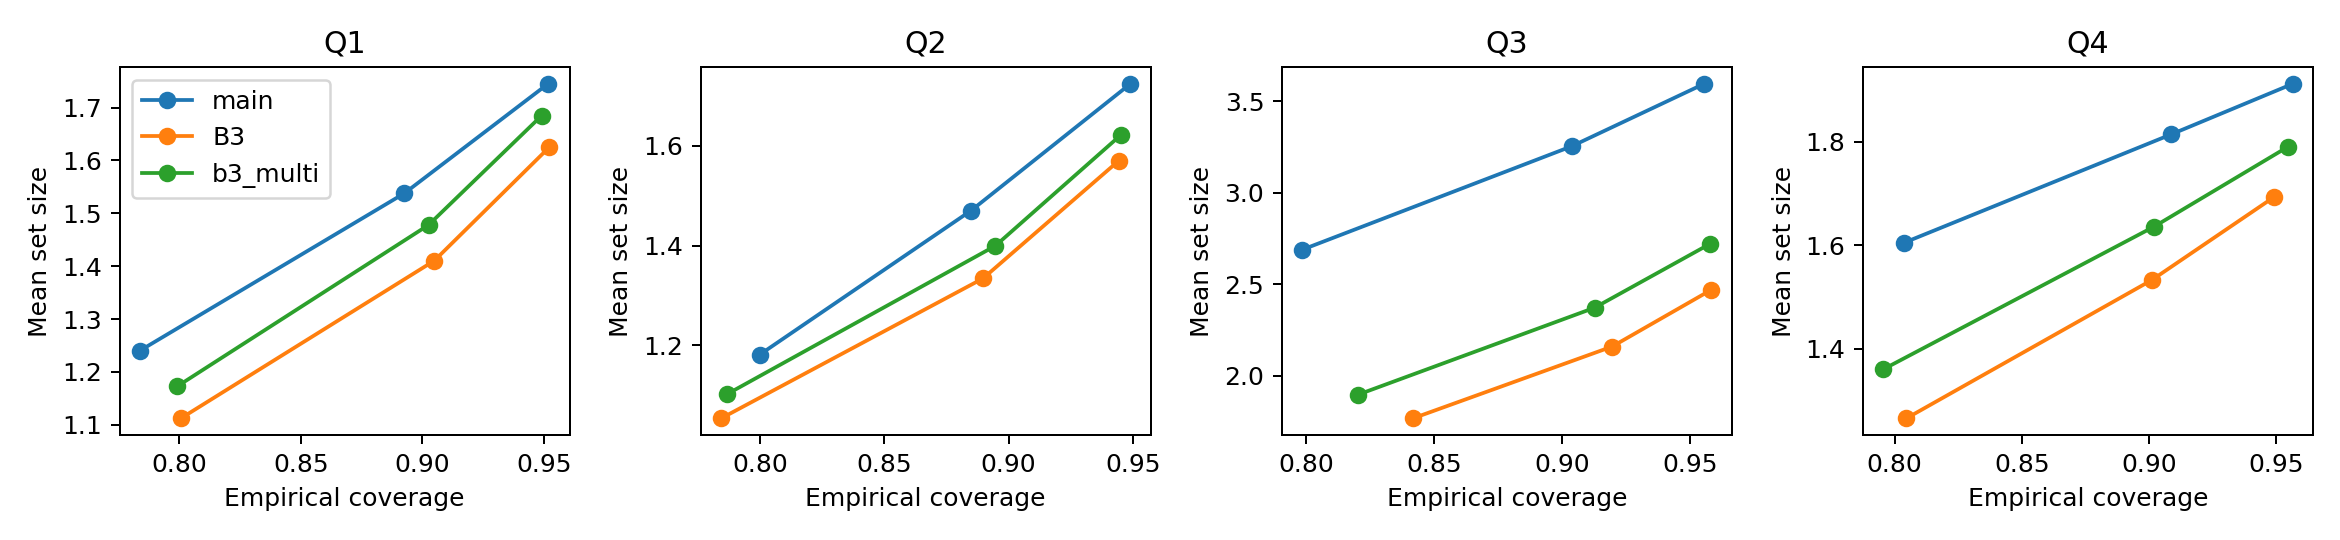 Q1
Mean set size
1.7
1.6
1.5
1.4
1.3
1.2
1.1
main
B3
b3_multi
0.80 0.85 0.90 0.95
Empirical coverage
Q2
Mean set size
1.6
1.4
1.2
0.80 0.85 0.90 0.95
Empirical coverage
Q3
Mean set size
3.5
3.0
2.5
2.0
0.80 0.85 0.90 0.95
Empirical coverage
Q4
Mean set size
1.8
1.6
1.4
0.80 0.85 0.90 0.95
Empirical coverage